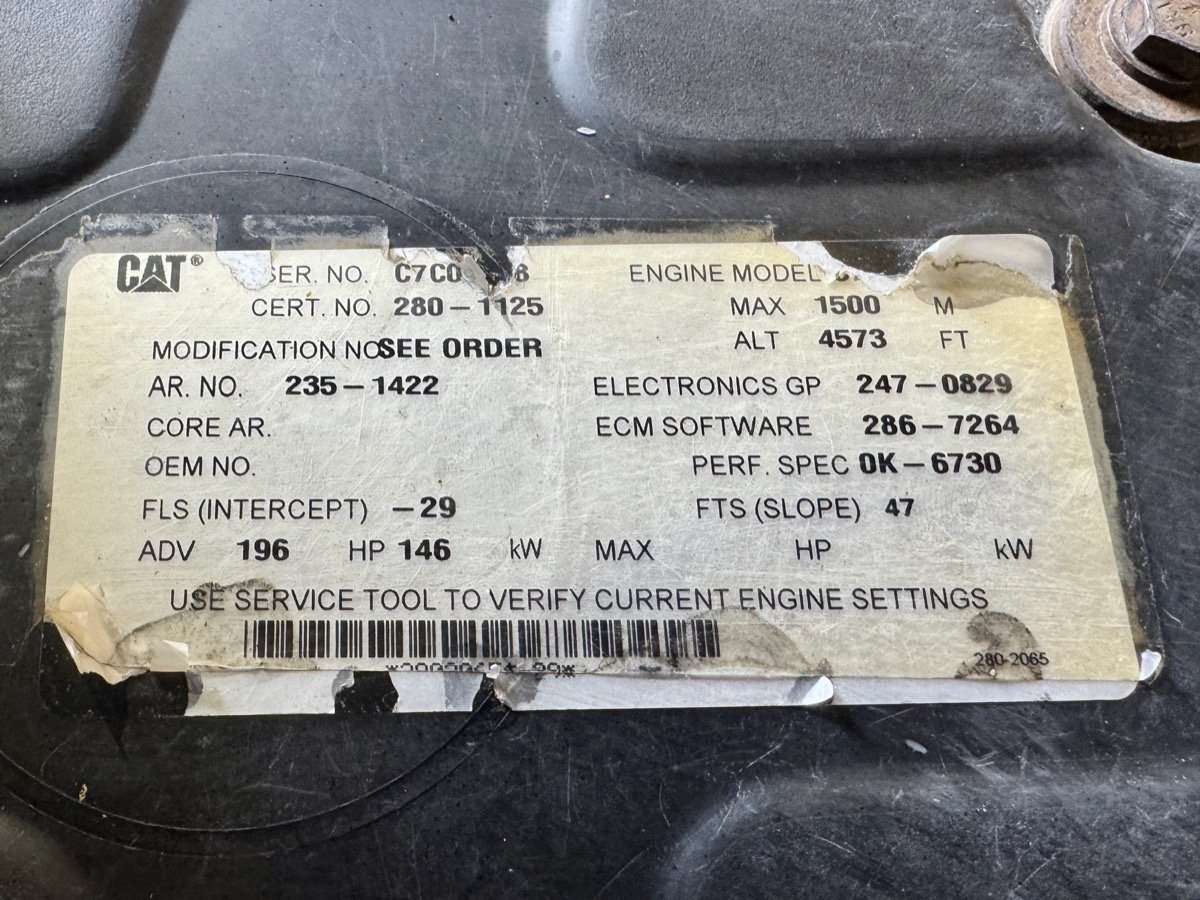 CAT® SER. NO. ENGINE MODEL
CERT. NO. 280-1125 MAX 1500 M
MODIFICATION NO SEE ORDER ALT 4573 FT
AR. NO. 235-1422 ELECTRONICS GP 247-0829
CORE AR. ECM SOFTWARE 286-7264
OEM NO. PERF. SPEC 0K-6730
FLS (INTERCEPT) -29 FTS (SLOPE) 47
ADV 196 HP 146 kW MAX HP kW
USE SERVICE TOOL TO VERIFY CURRENT ENGINE SETTINGS
280-2065